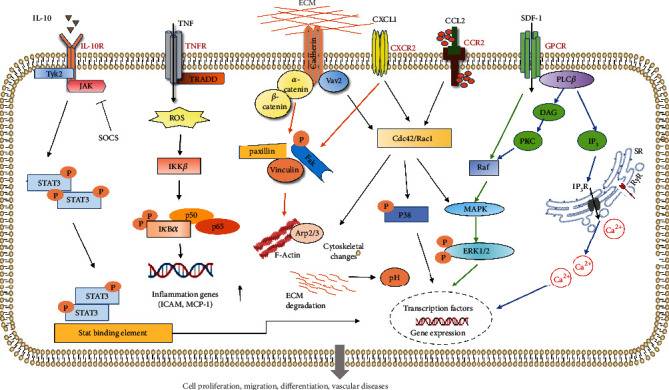 IL-10
IL-10R
Tyk2
JAK
SOCS
STAT3
P
STAT3
P
STAT3
P
STAT3
P
Stat binding element
TNF
TNFR
TRADD
ROS
IKKβ
P
p50
p65
P
P
IKBα
Inflammation genes
(ICAM, MCP-1)
ECM
Cadherin
α-
catenin
β-
catenin
Vav2
paxillin
P
Fak
Vinculin
Arp2/3
F-Actin
Cytoskeletal
changes
ECM
degradation
pH
CXCL1
CXCR2
CCL2
CCR2
Cdc42/Rac1
P
P
P38
MAPK
P
P
ERK1/2
Raf
SDF-1
GPCR
PLCβ
DAG
PKC
IP3
SR
IP3R
RyR
Ca2+
Ca2+
Ca2+
Transcription factors
Gene expression
Cell proliferation, migration, differentiation, vascular diseases